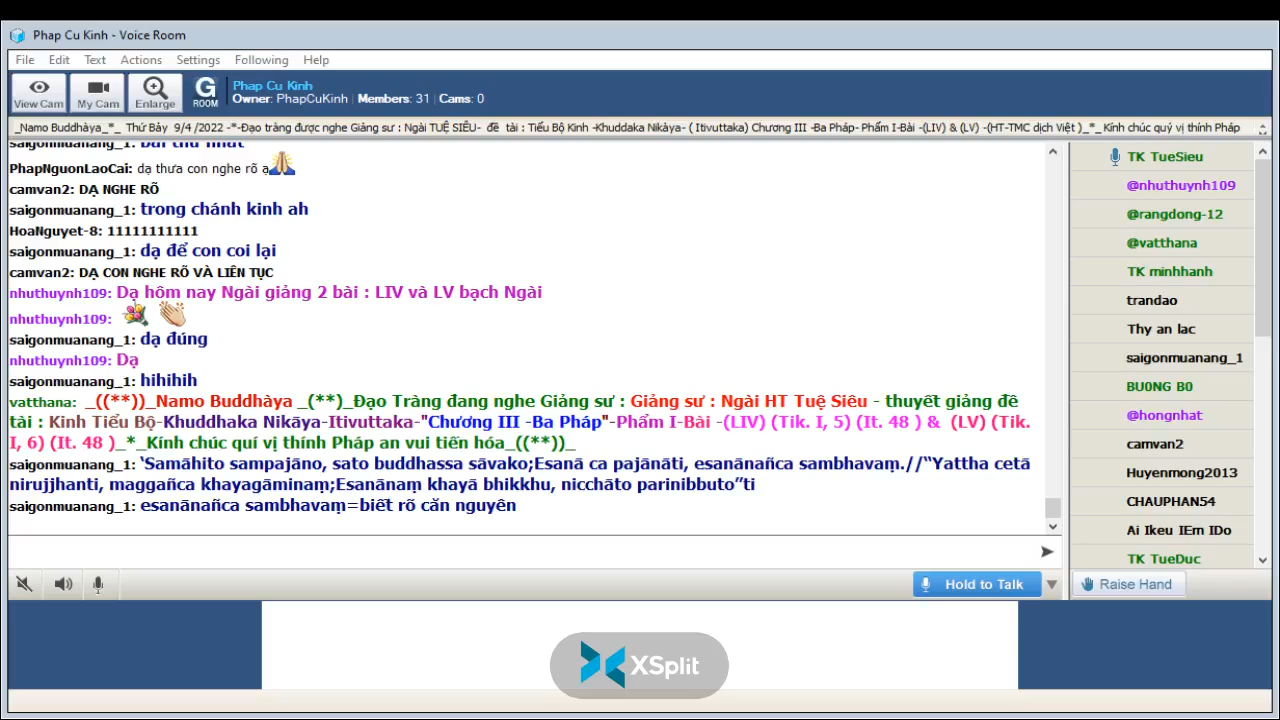 Phap Cu Kinh - Voice Room
File Edit Text Actions Settings Following Help
View Cam My Cam Enlarge G ROOM
Phap Cu Kinh
Owner: PhapCuKinh | Members: 31 | Cams: 0
_Namo Buddhàya_*_ Thứ Bảy 9/4 /2022 -*-Đạo tràng được nghe Giảng sư : Ngài TUỆ SIÊU- đề tài : Tiểu Bộ Kinh -Khuddaka Nikàya- ( Itivuttaka) Chương III -Ba Pháp- Phẩm I-Bài -(LIV) & (LV) -(HT-TMC dịch Việt )_*_ Kính chúc quý vị thính Pháp
saigonmuanang_1: bài thứ nhất
PhapNguonLaoCai: dạ thưa con nghe rõ ạ
camvan2: DẠ NGHE RÕ
saigonmuanang_1: trong chánh kinh ah
HoaNguyet-8: 11111111111
saigonmuanang_1: dạ để con coi lại
camvan2: DẠ CON NGHE RÕ VÀ LIÊN TỤC
nhuthuynh109: Dạ hôm nay Ngài giảng 2 bài : LIV và LV bạch Ngài
nhuthuynh109:
saigonmuanang_1: dạ đúng
nhuthuynh109: Dạ
saigonmuanang_1: hihihih
vatthana: _((**))_Namo Buddhàya _(**)_Đạo Tràng đang nghe Giảng sư : Giảng sư : Ngài HT Tuệ Siêu - thuyết giảng đề
tài : Kinh Tiểu Bộ-Khuddhaka Nikāya-Itivuttaka-"Chương III -Ba Pháp"-Phẩm I-Bài -(LIV) (Tik. I, 5) (It. 48 ) & (LV) (Tik.
I, 6) (It. 48 )_*_Kính chúc quí vị thính Pháp an vui tiến hóa_((**))_
saigonmuanang_1: ‘Samāhito sampajāno, sato buddhassa sāvako;Esanā ca pajānāti, esanānañca sambhavaṃ.//“Yattha cetā
nirujjhanti, maggañca khayagāminaṃ;Esanānaṃ khayā bhikkhu, nicchāto parinibbuto”ti
saigonmuanang_1: esanānañca sambhavaṃ=biết rõ căn nguyên
TK TueSieu
@nhuthuynh109
@rangdong-12
@vatthana
TK minhhanh
trandao
Thy an lac
saigonmuanang_1
BU0NG B0
@hongnhat
camvan2
Huyenmong2013
CHAUPHAN54
Ai Ikeu IEm IDo
TK TueDuc
Hold to Talk
Raise Hand
XSplit